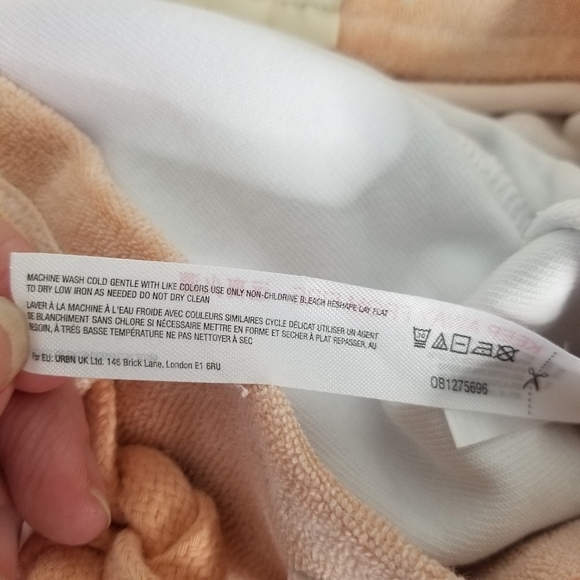 MACHINE WASH COLD GENTLE WITH LIKE COLORS USE ONLY NON-CHLORINE BLEACH RESHAPE LAY FLAT
TO DRY LOW IRON AS NEEDED DO NOT DRY CLEAN
LAVER À LA MACHINE À L'EAU FROIDE AVEC COULEURS SIMILAIRES CYCLE DÉLICAT UTILISER UN AGENT
DE BLANCHIMENT SANS CHLORE SI NÉCESSAIRE METTRE EN FORME ET SÉCHER À PLAT REPASSER, AU
BESOIN, À TRÉS BASSE TEMPÉRATURE NE PAS NETTOYER À SEC
For EU: URBN UK Ltd, 146 Brick Lane, London E1 6RU
OB1275696